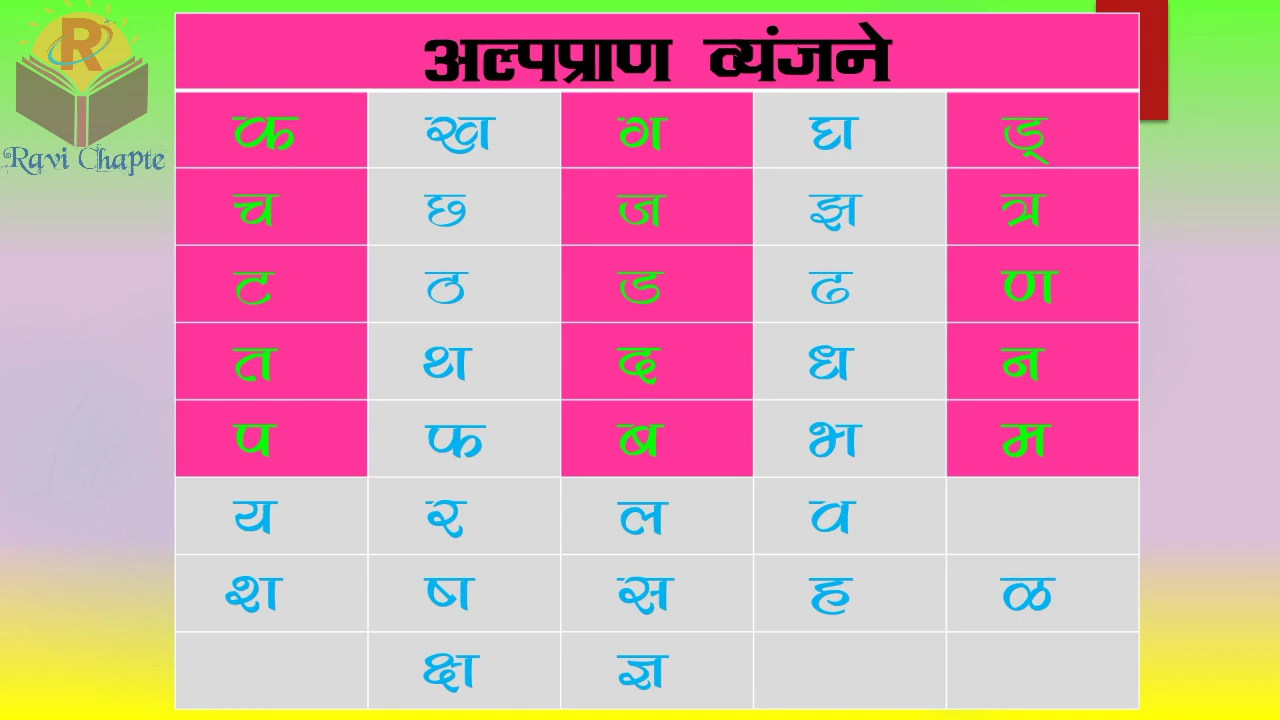 Ravi Chapte
अल्पप्राण व्यंजने
क ख ग घ ङ्
च छ ज झ त्र
ट ठ ड ढ ण
त थ द ध न
प फ ब भ म
य र ल व
श ष स ह ळ
क्ष ज्ञ